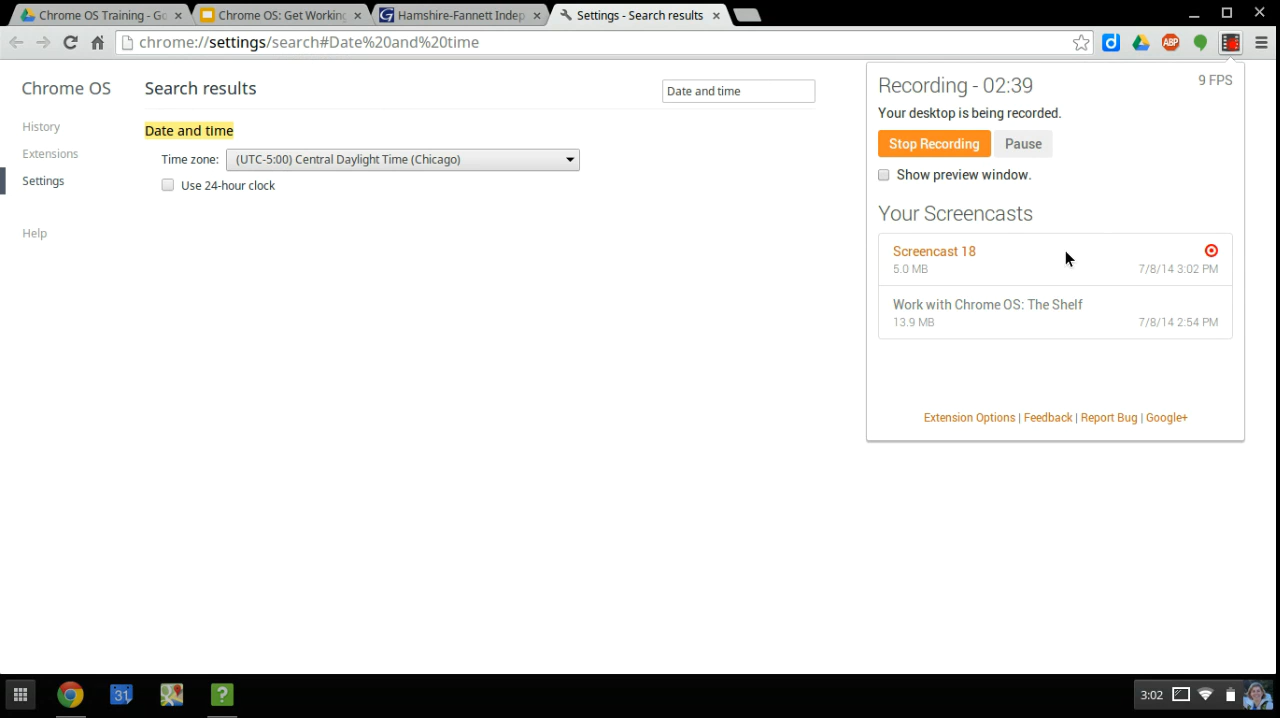 Chrome OS Training - Go
Chrome OS: Get Working
Hamshire-Fannett Indep
Settings - Search results
chrome://settings/search#Date%20and%20time
d
ABP
Chrome OS
History
Extensions
Settings
Help
Search results
Date and time
Date and time
Time zone:
(UTC-5:00) Central Daylight Time (Chicago)
Use 24-hour clock
Recording - 02:39
9 FPS
Your desktop is being recorded.
Stop Recording
Pause
Show preview window.
Your Screencasts
Screencast 18
5.0 MB
7/8/14 3:02 PM
Work with Chrome OS: The Shelf
13.9 MB
7/8/14 2:54 PM
Extension Options | Feedback | Report Bug | Google+
31
?
3:02